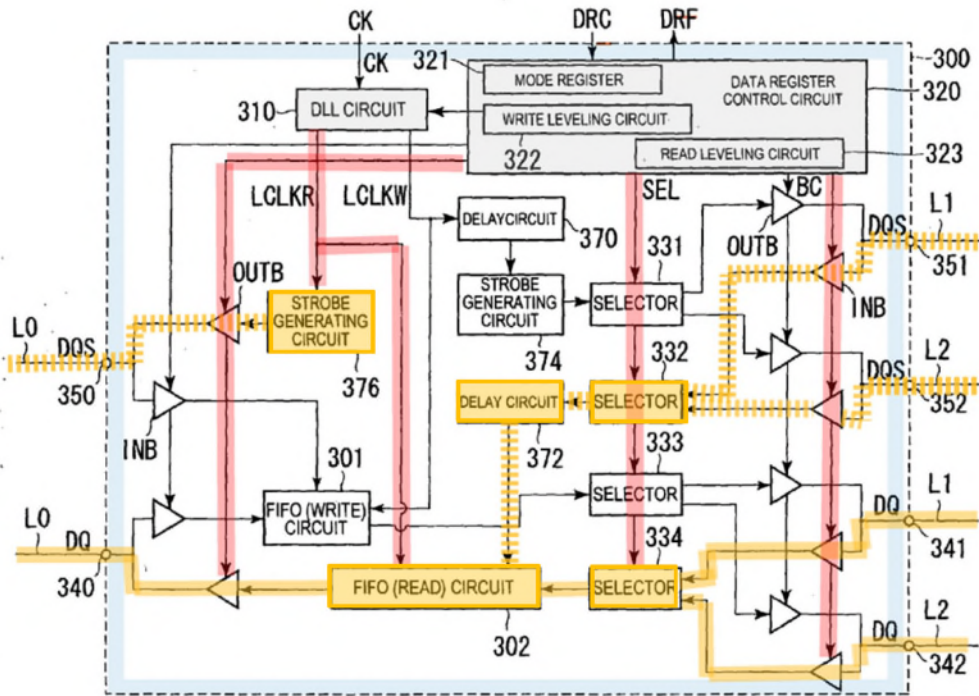 CK
DRC
DRF
300
CK
321
MODE REGISTER
DATA REGISTER
CONTROL CIRCUIT
320
310
DLL CIRCUIT
WRITE LEVELING CIRCUIT
322
READ LEVELING CIRCUIT
323
LCLKR
LCLKW
SEL
BC
DELAYCIRCUIT
370
331
OUTB
DQS
L1
351
OUTB
STROBE
GENERATING
CIRCUIT
376
STROBE
GENERATING
CIRCUIT
374
SELECTOR
INB
L0
DQS
350
332
DQS
L2
352
INB
DELAY CIRCUIT
372
SELECTOR
301
FIFO (WRITE)
CIRCUIT
333
SELECTOR
L1
DQ
341
L0
DQ
340
334
FIFO (READ) CIRCUIT
302
SELECTOR
DQ
L2
342